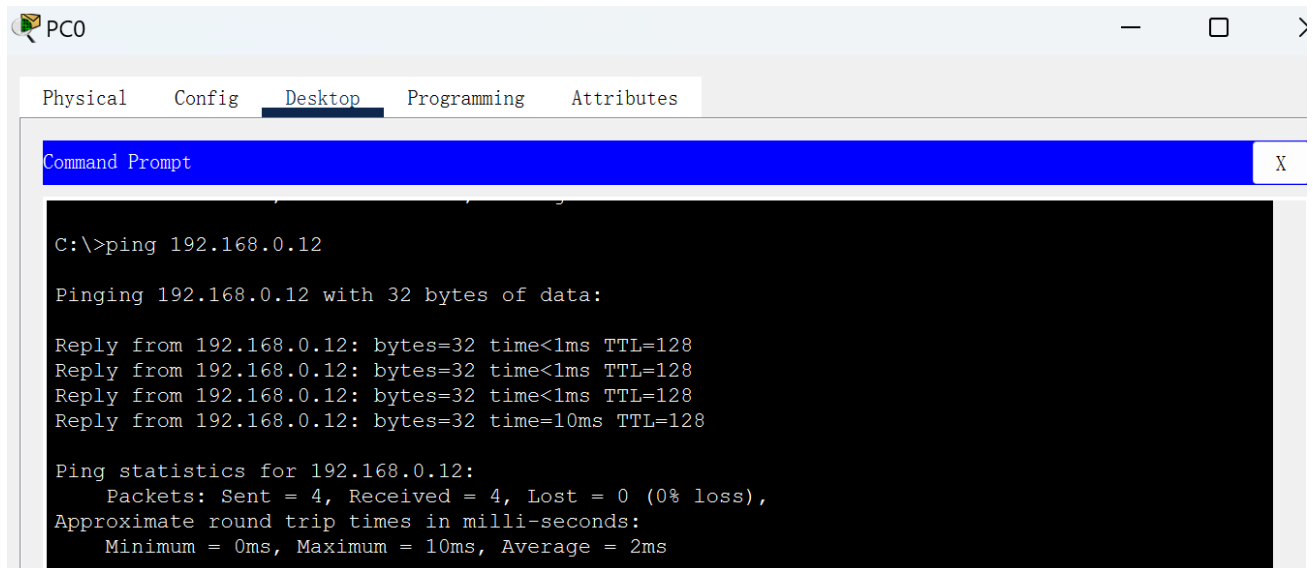 PC0
Physical Config Desktop Programming Attributes
Command Prompt
X
C:\>ping 192.168.0.12
Pinging 192.168.0.12 with 32 bytes of data:
Reply from 192.168.0.12: bytes=32 time<1ms TTL=128
Reply from 192.168.0.12: bytes=32 time<1ms TTL=128
Reply from 192.168.0.12: bytes=32 time<1ms TTL=128
Reply from 192.168.0.12: bytes=32 time=10ms TTL=128
Ping statistics for 192.168.0.12:
Packets: Sent = 4, Received = 4, Lost = 0 (0% loss),
Approximate round trip times in milli-seconds:
Minimum = 0ms, Maximum = 10ms, Average = 2ms